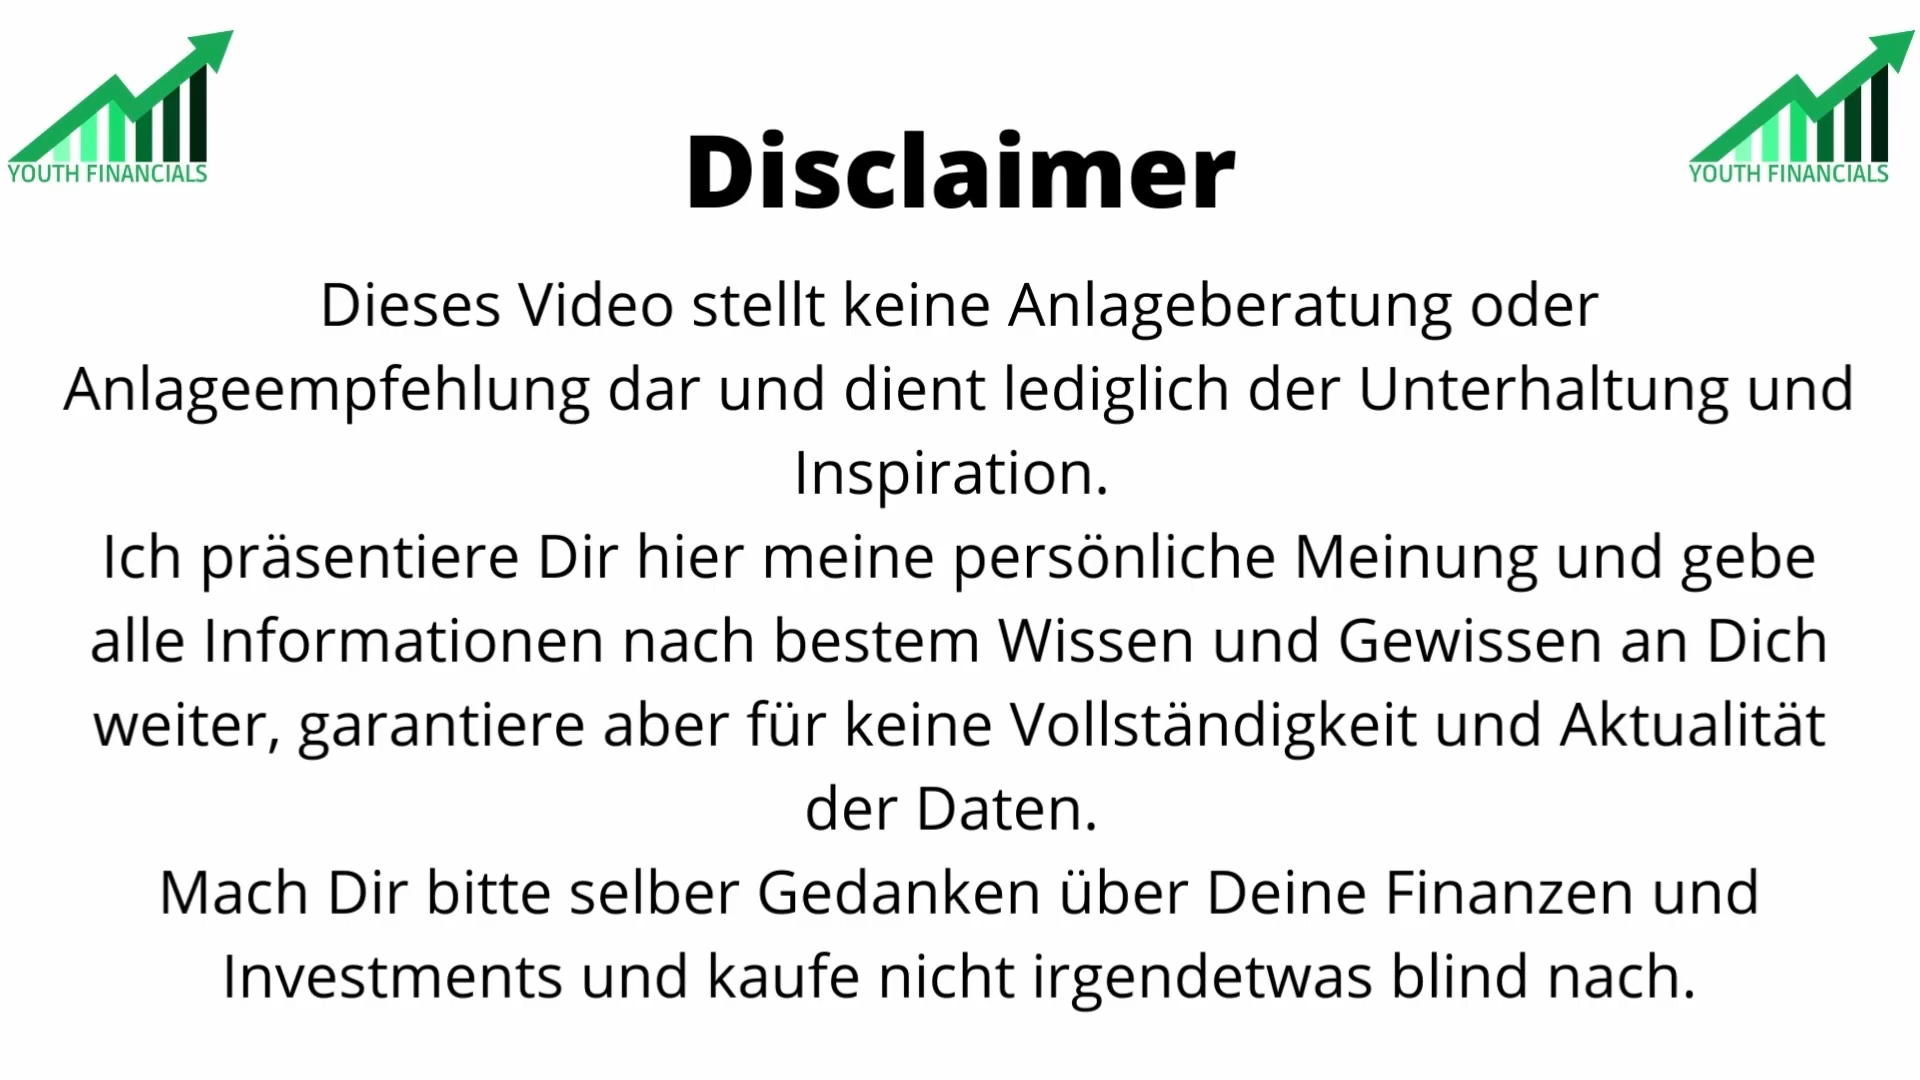 YOUTH FINANCIALS
YOUTH FINANCIALS
Disclaimer
Dieses Video stellt keine Anlageberatung oder
Anlageempfehlung dar und dient lediglich der Unterhaltung und
Inspiration.
Ich präsentiere Dir hier meine persönliche Meinung und gebe
alle Informationen nach bestem Wissen und Gewissen an Dich
weiter, garantiere aber für keine Vollständigkeit und Aktualität
der Daten.
Mach Dir bitte selber Gedanken über Deine Finanzen und
Investments und kaufe nicht irgendetwas blind nach.